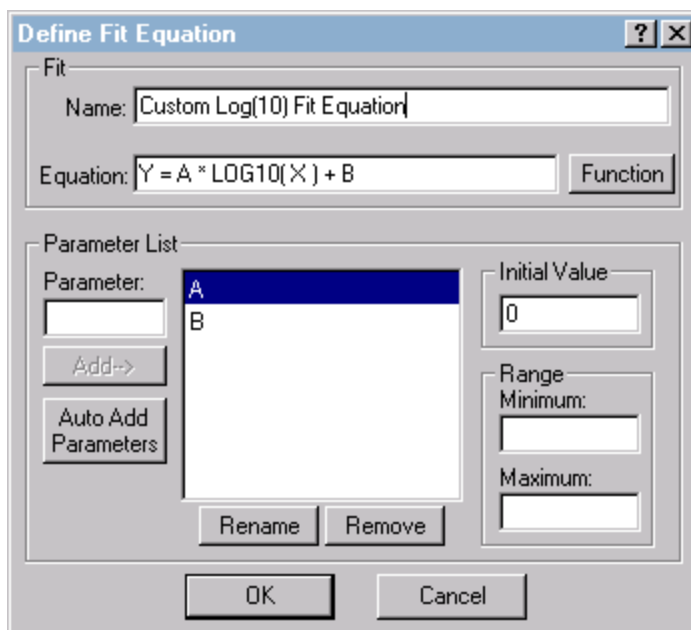 Define Fit Equation
Fit
Name: Custom Log(10) Fit Equation
Equation: Y = A * LOG10( X ) + B Function
Parameter List
Parameter:
A
B
Add-->
Auto Add
Parameters
Rename Remove
Initial Value
0
Range
Minimum:
Maximum:
OK Cancel